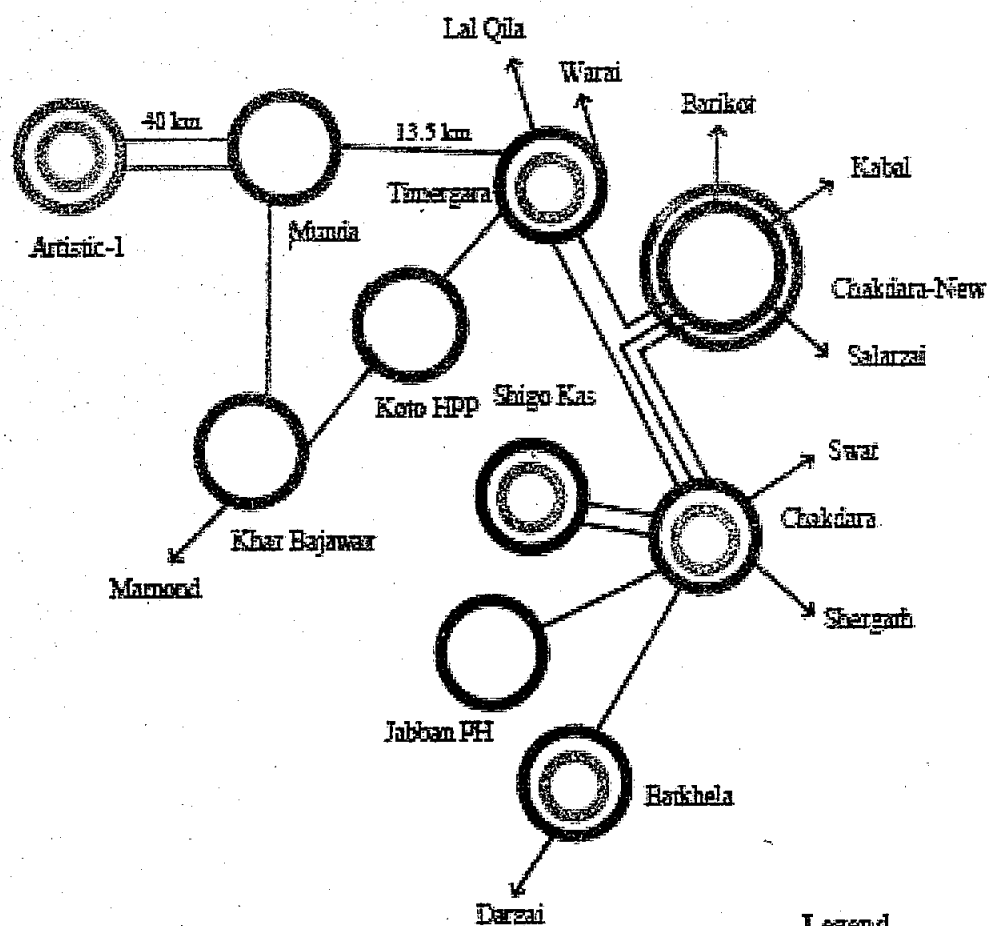 Lal Qila
Warai
Barikot
40 km
13.5 km
Kabal
Timergara
Munda
Artistic-1
Chakdara-New
Salarzai
Koto HPP
Shigo Kas
Swat
Chakdara
Khar Bajawar
Mamond
Shergarh
Jabban PH
Batkhela
Dargai
Legend